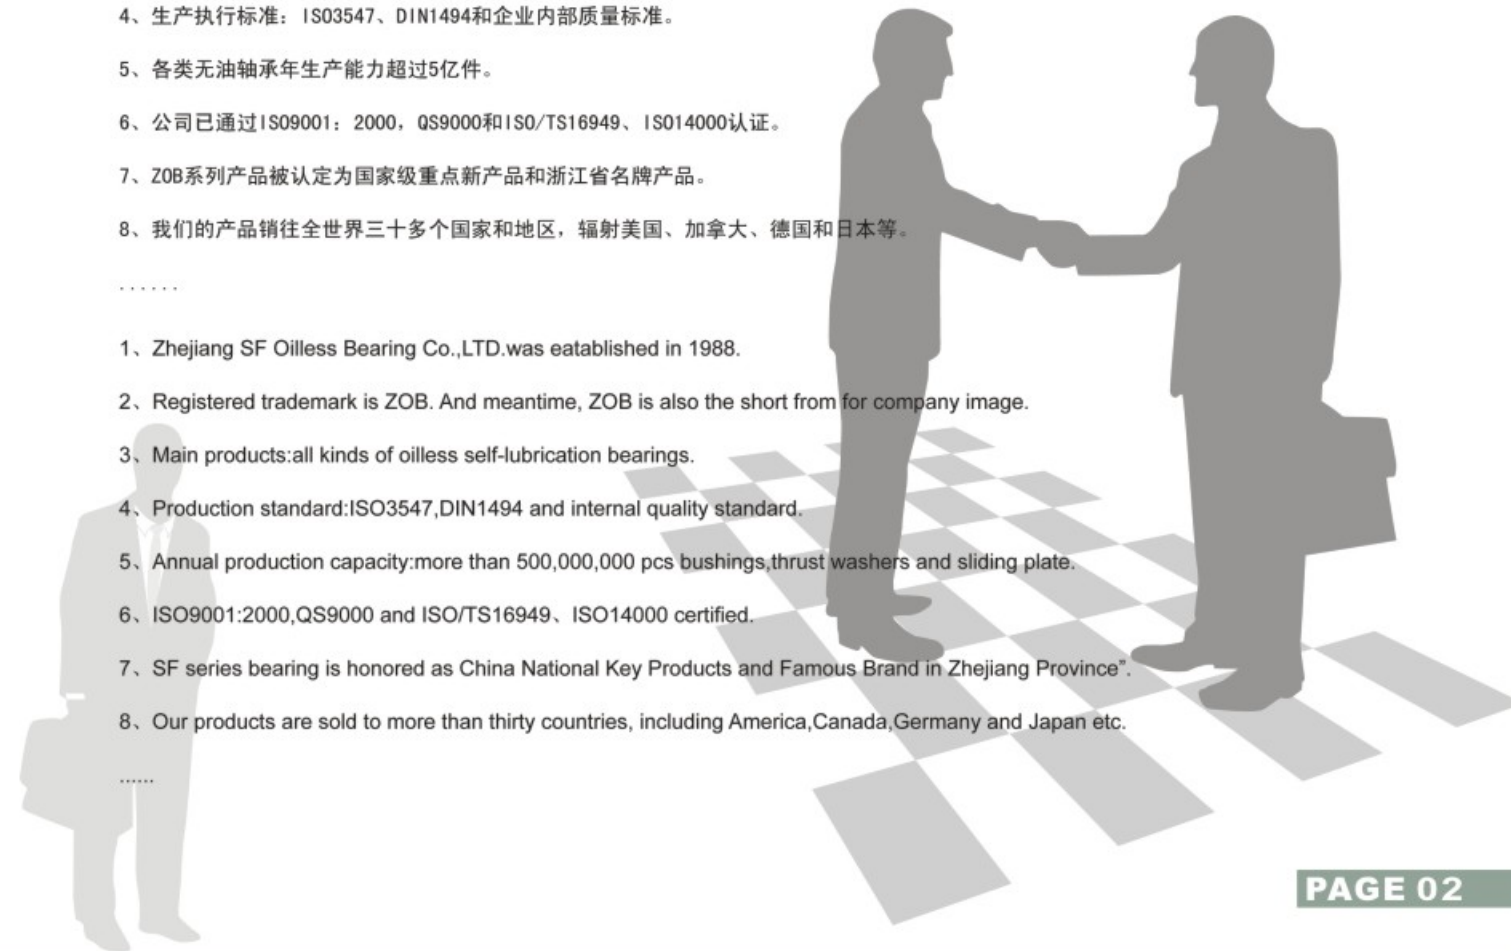 4、生产执行标准：ISO3547、DIN1494和企业内部质量标准。
5、各类无油轴承年生产能力超过5亿件。
6、公司已通过ISO9001：2000，QS9000和ISO/TS16949、ISO14000认证。
7、ZOB系列产品被认定为国家级重点新产品和浙江省名牌产品。
8、我们的产品销往全世界三十多个国家和地区，辐射美国、加拿大、德国和日本等。
......
1、Zhejiang SF Oilless Bearing Co.,LTD.was eatablished in 1988.
2、Registered trademark is ZOB. And meantime, ZOB is also the short from for company image.
3、Main products:all kinds of oilless self-lubrication bearings.
4、Production standard:ISO3547,DIN1494 and internal quality standard.
5、Annual production capacity:more than 500,000,000 pcs bushings,thrust washers and sliding plate.
6、ISO9001:2000,QS9000 and ISO/TS16949、ISO14000 certified.
7、SF series bearing is honored as China National Key Products and Famous Brand in Zhejiang Province”.
8、Our products are sold to more than thirty countries, including America,Canada,Germany and Japan etc.
......
PAGE 02